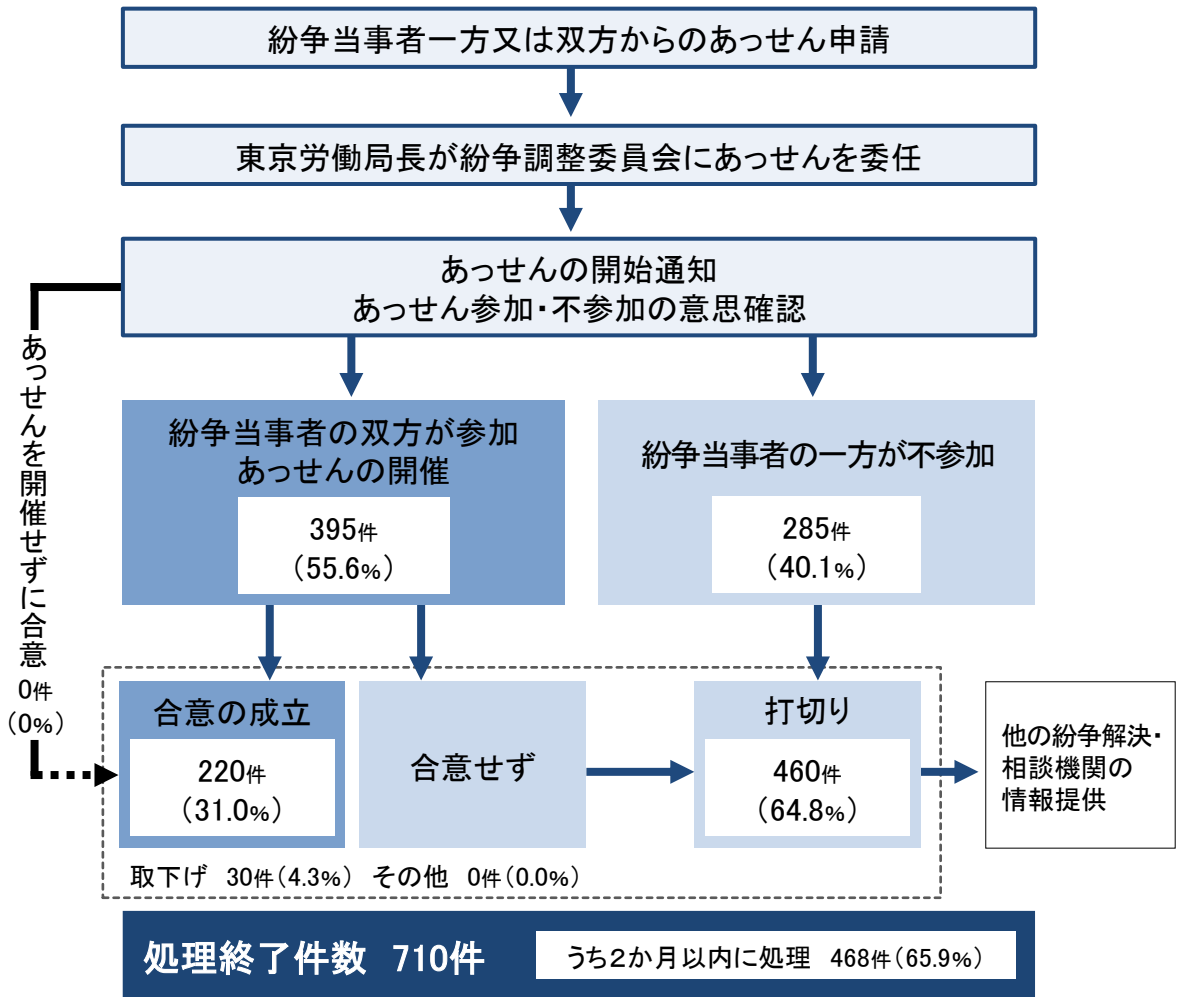 紛争当事者一方又は双方からのあっせん申請
東京労働局長が紛争調整委員会にあっせんを委任
あっせんの開始通知
あっせん参加・不参加の意思確認
あっせんを開催せずに合意
0件
(0%)
紛争当事者の双方が参加
あっせんの開催
395件
(55.6%)
紛争当事者の一方が不参加
285件
(40.1%)
合意の成立
220件
(31.0%)
合意せず
打切り
460件
(64.8%)
他の紛争解決・
相談機関の
情報提供
取下げ 30件(4.3%) その他 0件(0.0%)
処理終了件数 710件
うち2か月以内に処理 468件(65.9%)